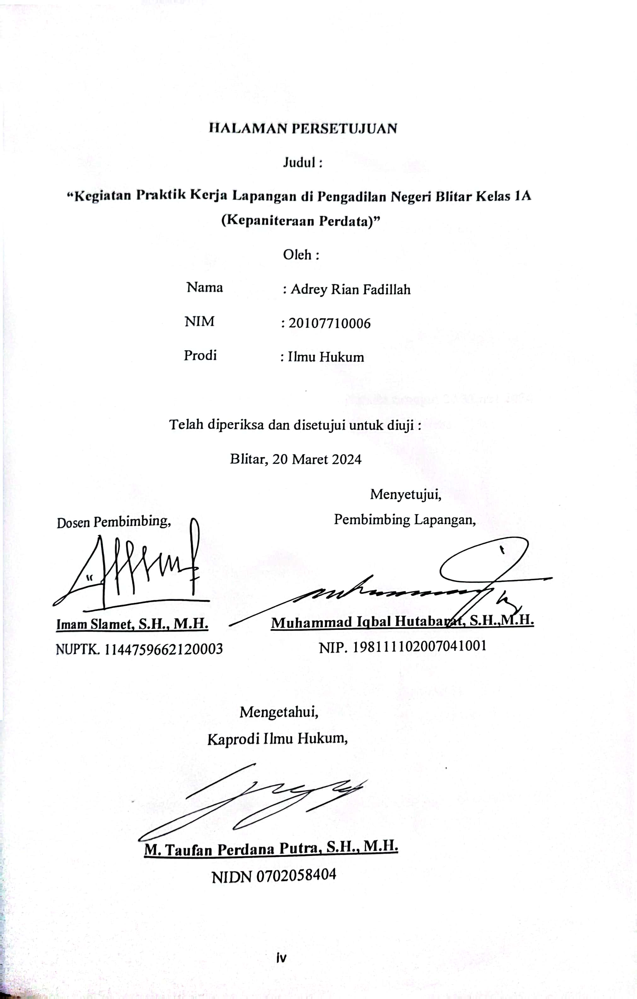 HALAMAN PERSETUJUAN
Judul :
“Kegiatan Praktik Kerja Lapangan di Pengadilan Negeri Blitar Kelas 1A
(Kepaniteraan Perdata)”
Oleh :
Nama : Adrey Rian Fadillah
NIM : 20107710006
Prodi : Ilmu Hukum
Telah diperiksa dan disetujui untuk diuji :
Blitar, 20 Maret 2024
Menyetujui,
Dosen Pembimbing, Pembimbing Lapangan,
Imam Slamet, S.H., M.H. Muhammad Iqbal Hutabarat, S.H.,M.H.
NUPTK. 1144759662120003 NIP. 198111102007041001
Mengetahui,
Kaprodi Ilmu Hukum,
M. Taufan Perdana Putra, S.H., M.H.
NIDN 0702058404
iv